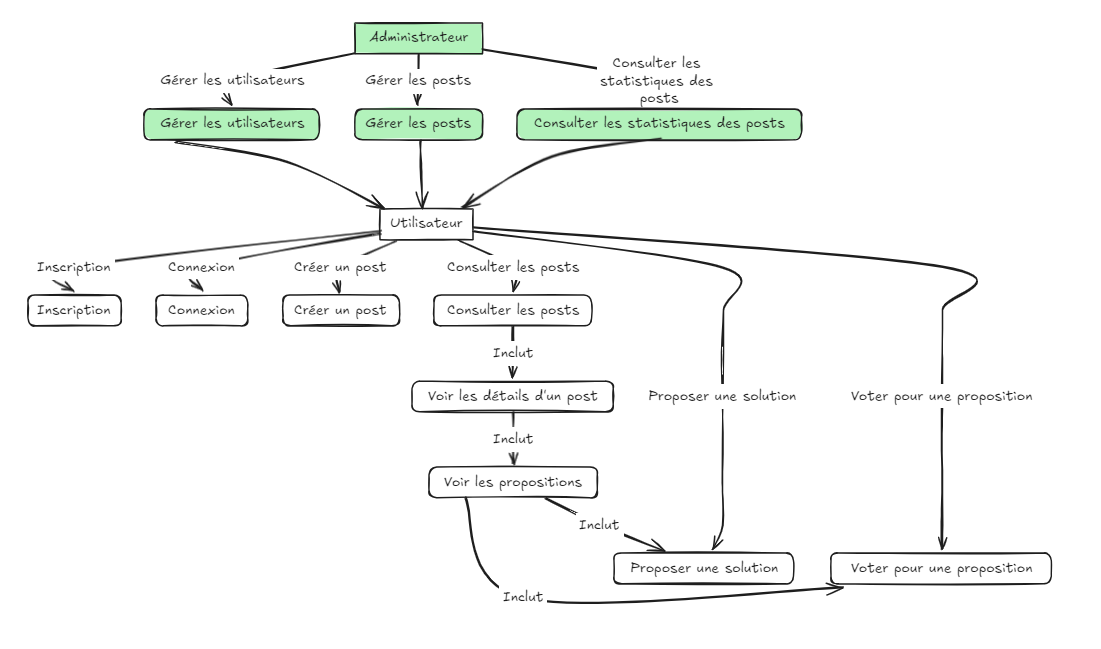 Administrateur
Gérer les utilisateurs
Gérer les posts
Consulter les
statistiques des
posts
Gérer les utilisateurs
Gérer les posts
Consulter les statistiques des posts
Utilisateur
Inscription
Connexion
Créer un post
Consulter les posts
Inscription
Connexion
Créer un post
Consulter les posts
Inclut
Voir les détails d'un post
Proposer une solution
Voter pour une proposition
Inclut
Voir les propositions
Inclut
Proposer une solution
Voter pour une proposition
Inclut